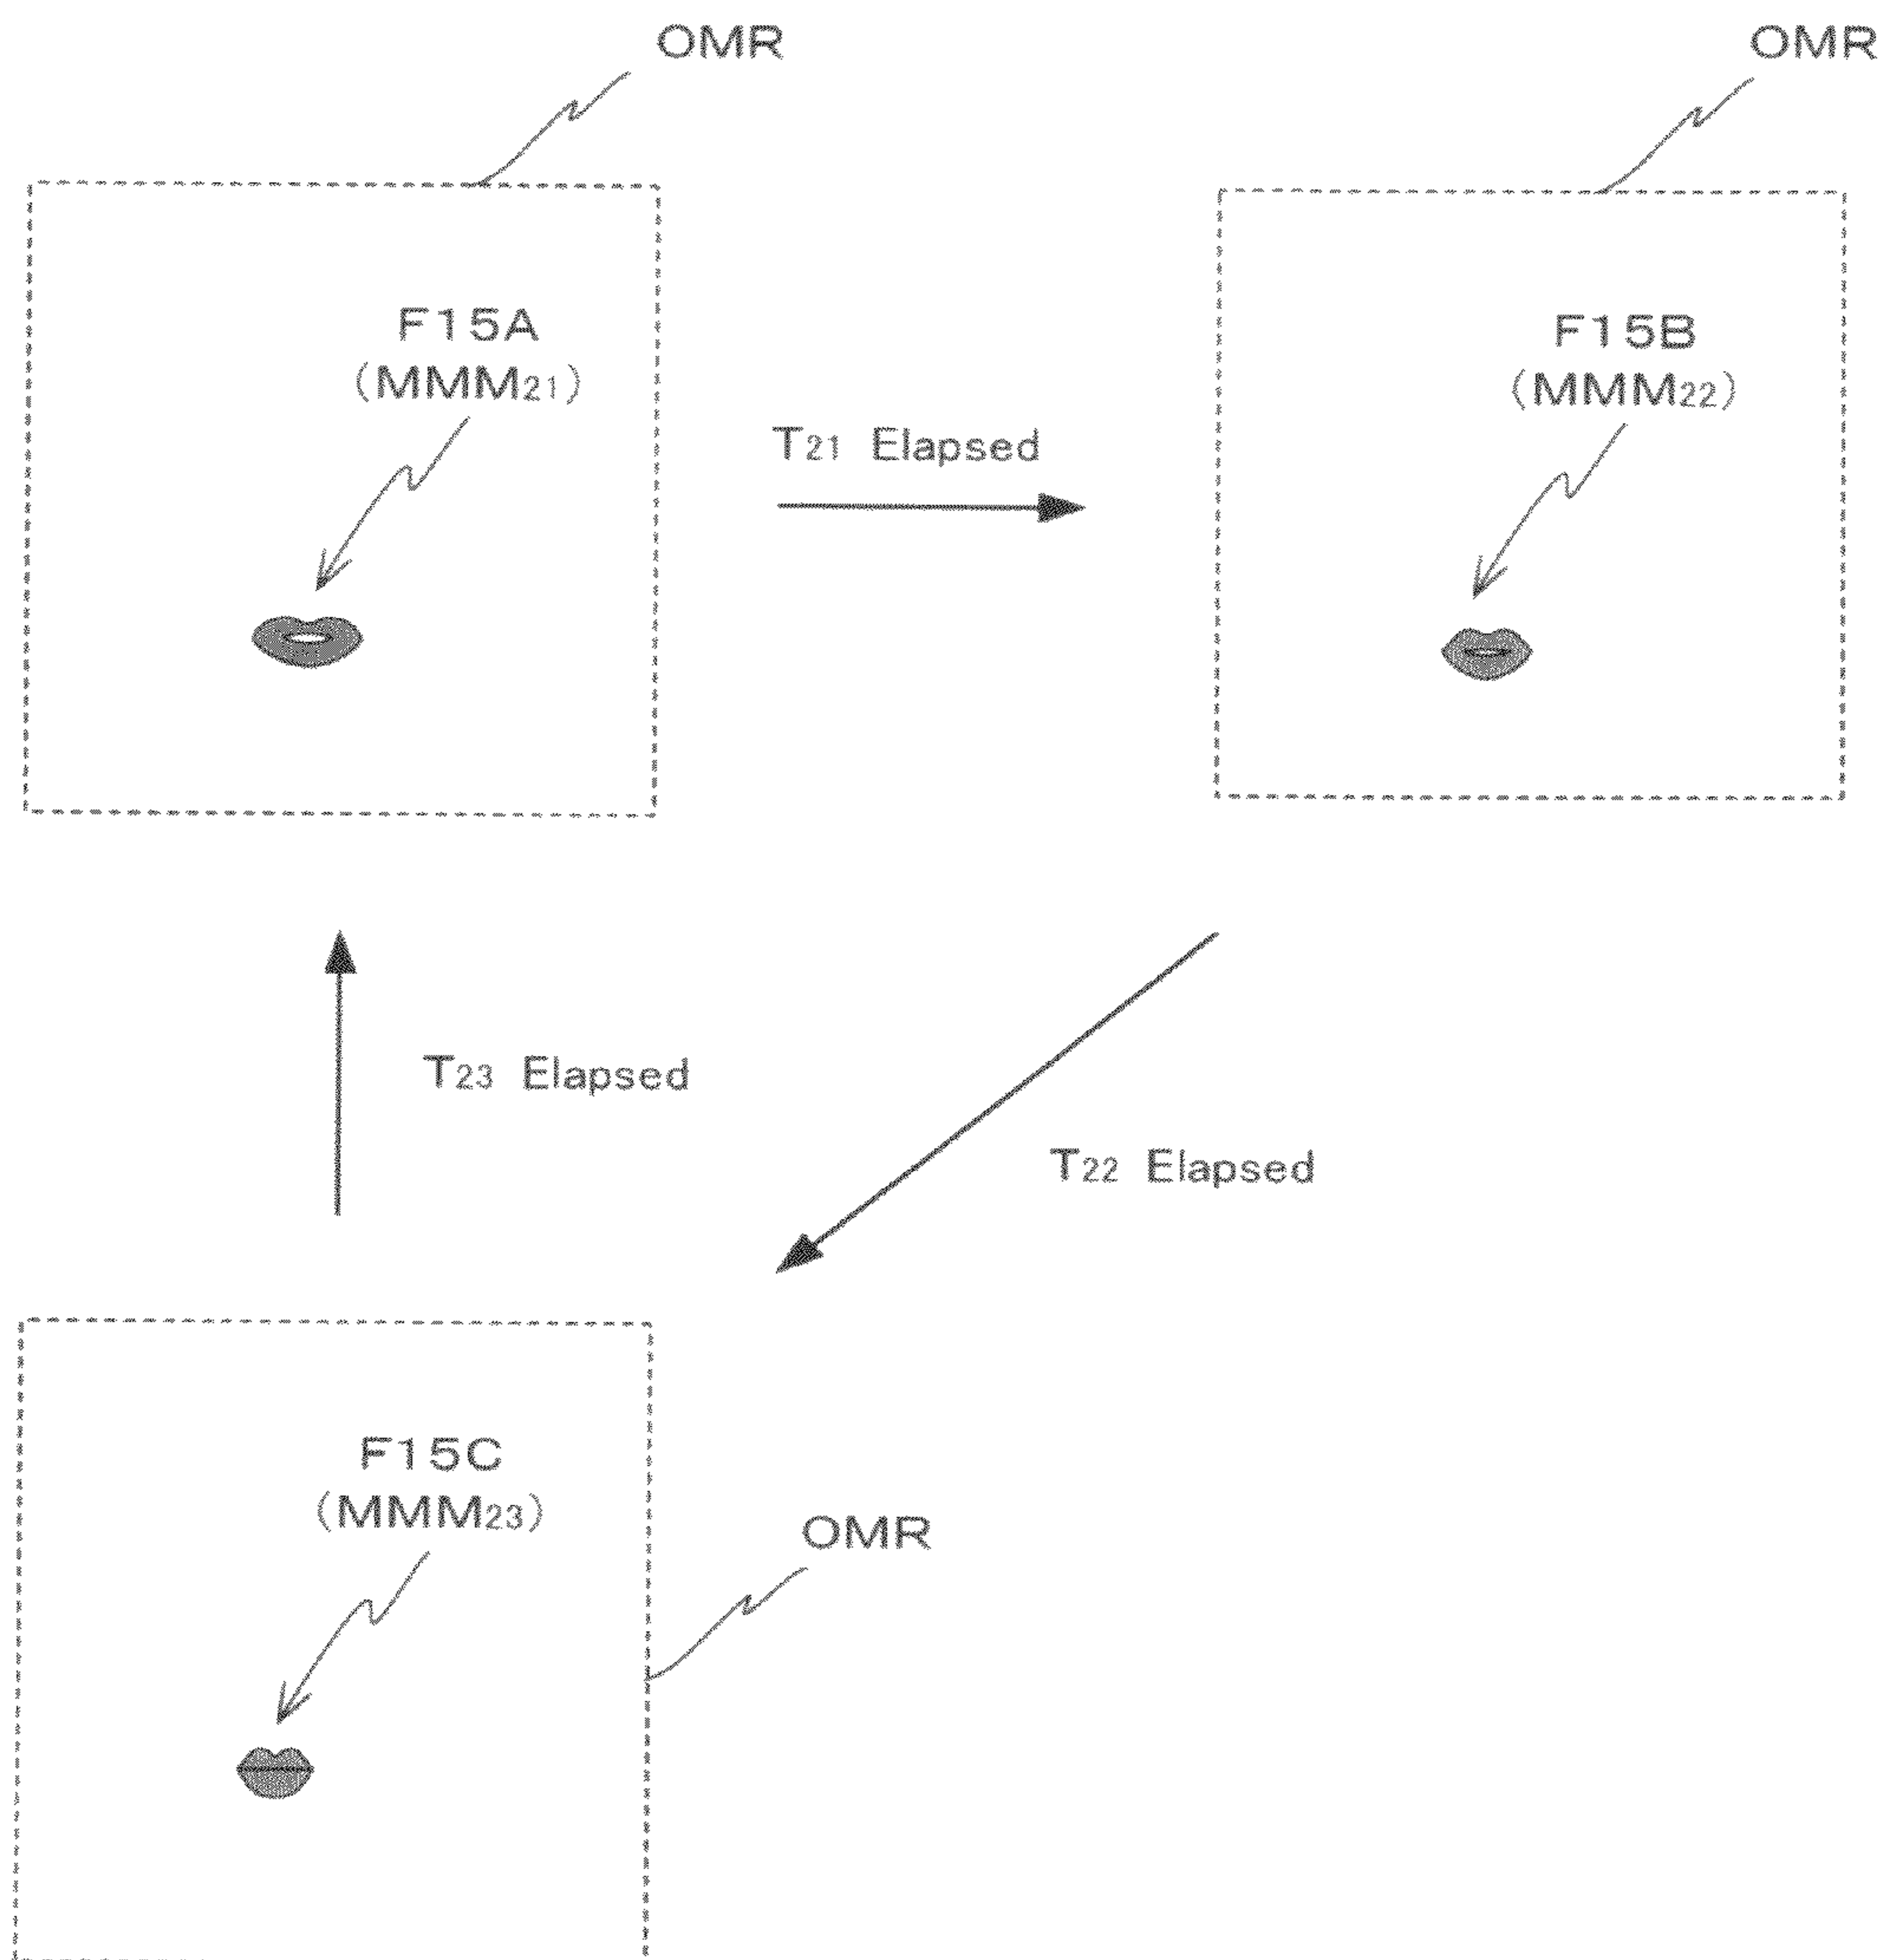 OMR
OMR
F15A
(MMM21)
F15B
(MMM22)
T21 Elapsed
T23 Elapsed
T22 Elapsed
F15C
(MMM23)
OMR